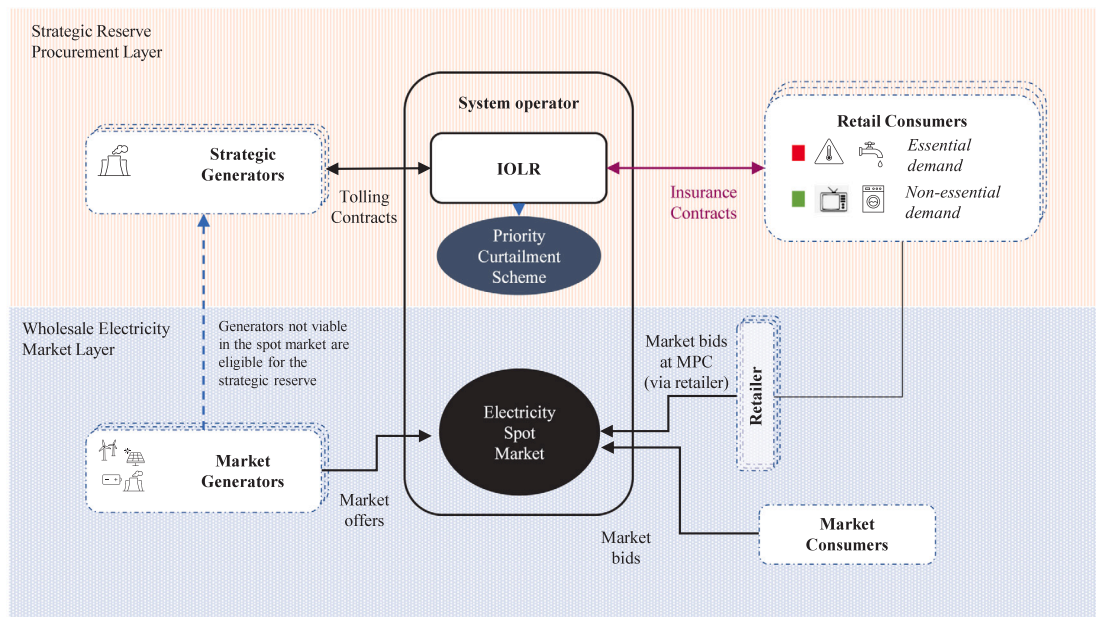 Strategic Reserve
Procurement Layer
System operator
Retail Consumers
Essential
demand
Non-essential
demand
Strategic
Generators
IOLR
Tolling
Contracts
Insurance
Contracts
Priority
Curtailment
Scheme
Wholesale Electricity
Market Layer
Generators not viable
in the spot market are
eligible for the
strategic reserve
Market bids
at MPC
(via retailer)
Retailer
Electricity
Spot
Market
Market
Generators
Market
offers
Market
bids
Market
Consumers